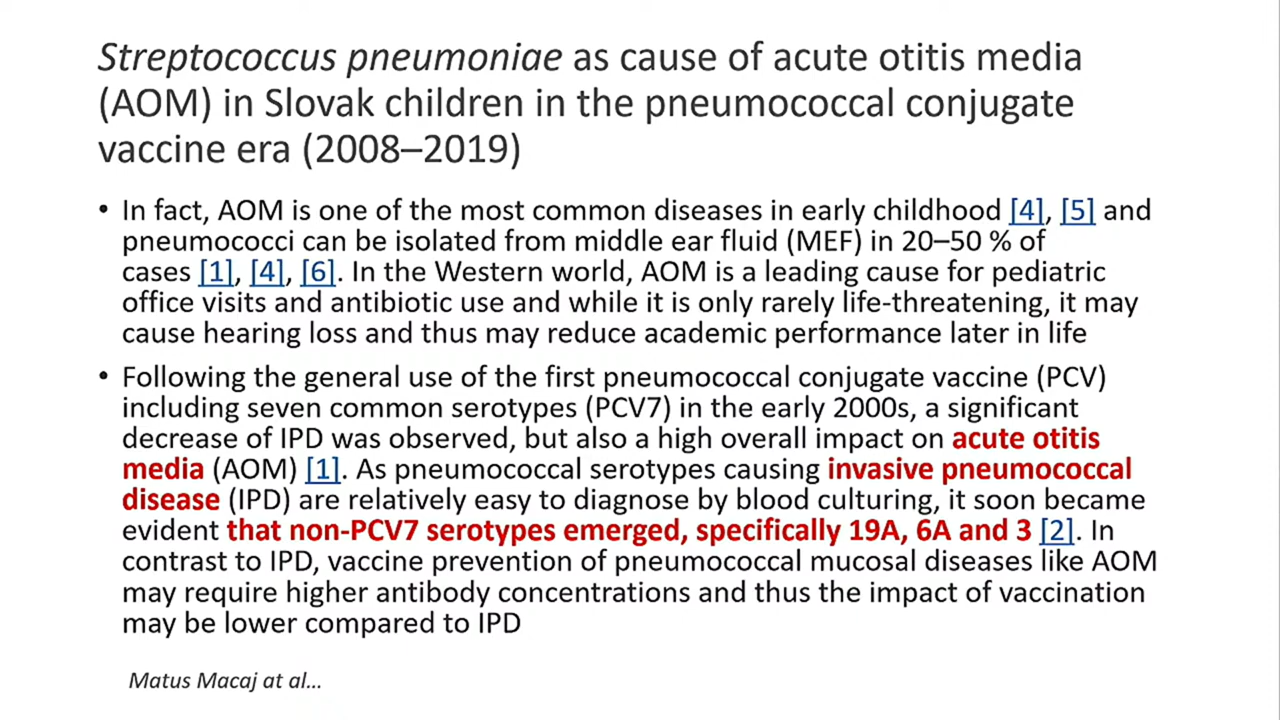 Streptococcus pneumoniae as cause of acute otitis media
(AOM) in Slovak children in the pneumococcal conjugate
vaccine era (2008–2019)
• In fact, AOM is one of the most common diseases in early childhood [4], [5] and
pneumococci can be isolated from middle ear fluid (MEF) in 20–50 % of
cases [1], [4], [6]. In the Western world, AOM is a leading cause for pediatric
office visits and antibiotic use and while it is only rarely life-threatening, it may
cause hearing loss and thus may reduce academic performance later in life
• Following the general use of the first pneumococcal conjugate vaccine (PCV)
including seven common serotypes (PCV7) in the early 2000s, a significant
decrease of IPD was observed, but also a high overall impact on acute otitis
media (AOM) [1]. As pneumococcal serotypes causing invasive pneumococcal
disease (IPD) are relatively easy to diagnose by blood culturing, it soon became
evident that non-PCV7 serotypes emerged, specifically 19A, 6A and 3 [2]. In
contrast to IPD, vaccine prevention of pneumococcal mucosal diseases like AOM
may require higher antibody concentrations and thus the impact of vaccination
may be lower compared to IPD
Matus Macaj at al…